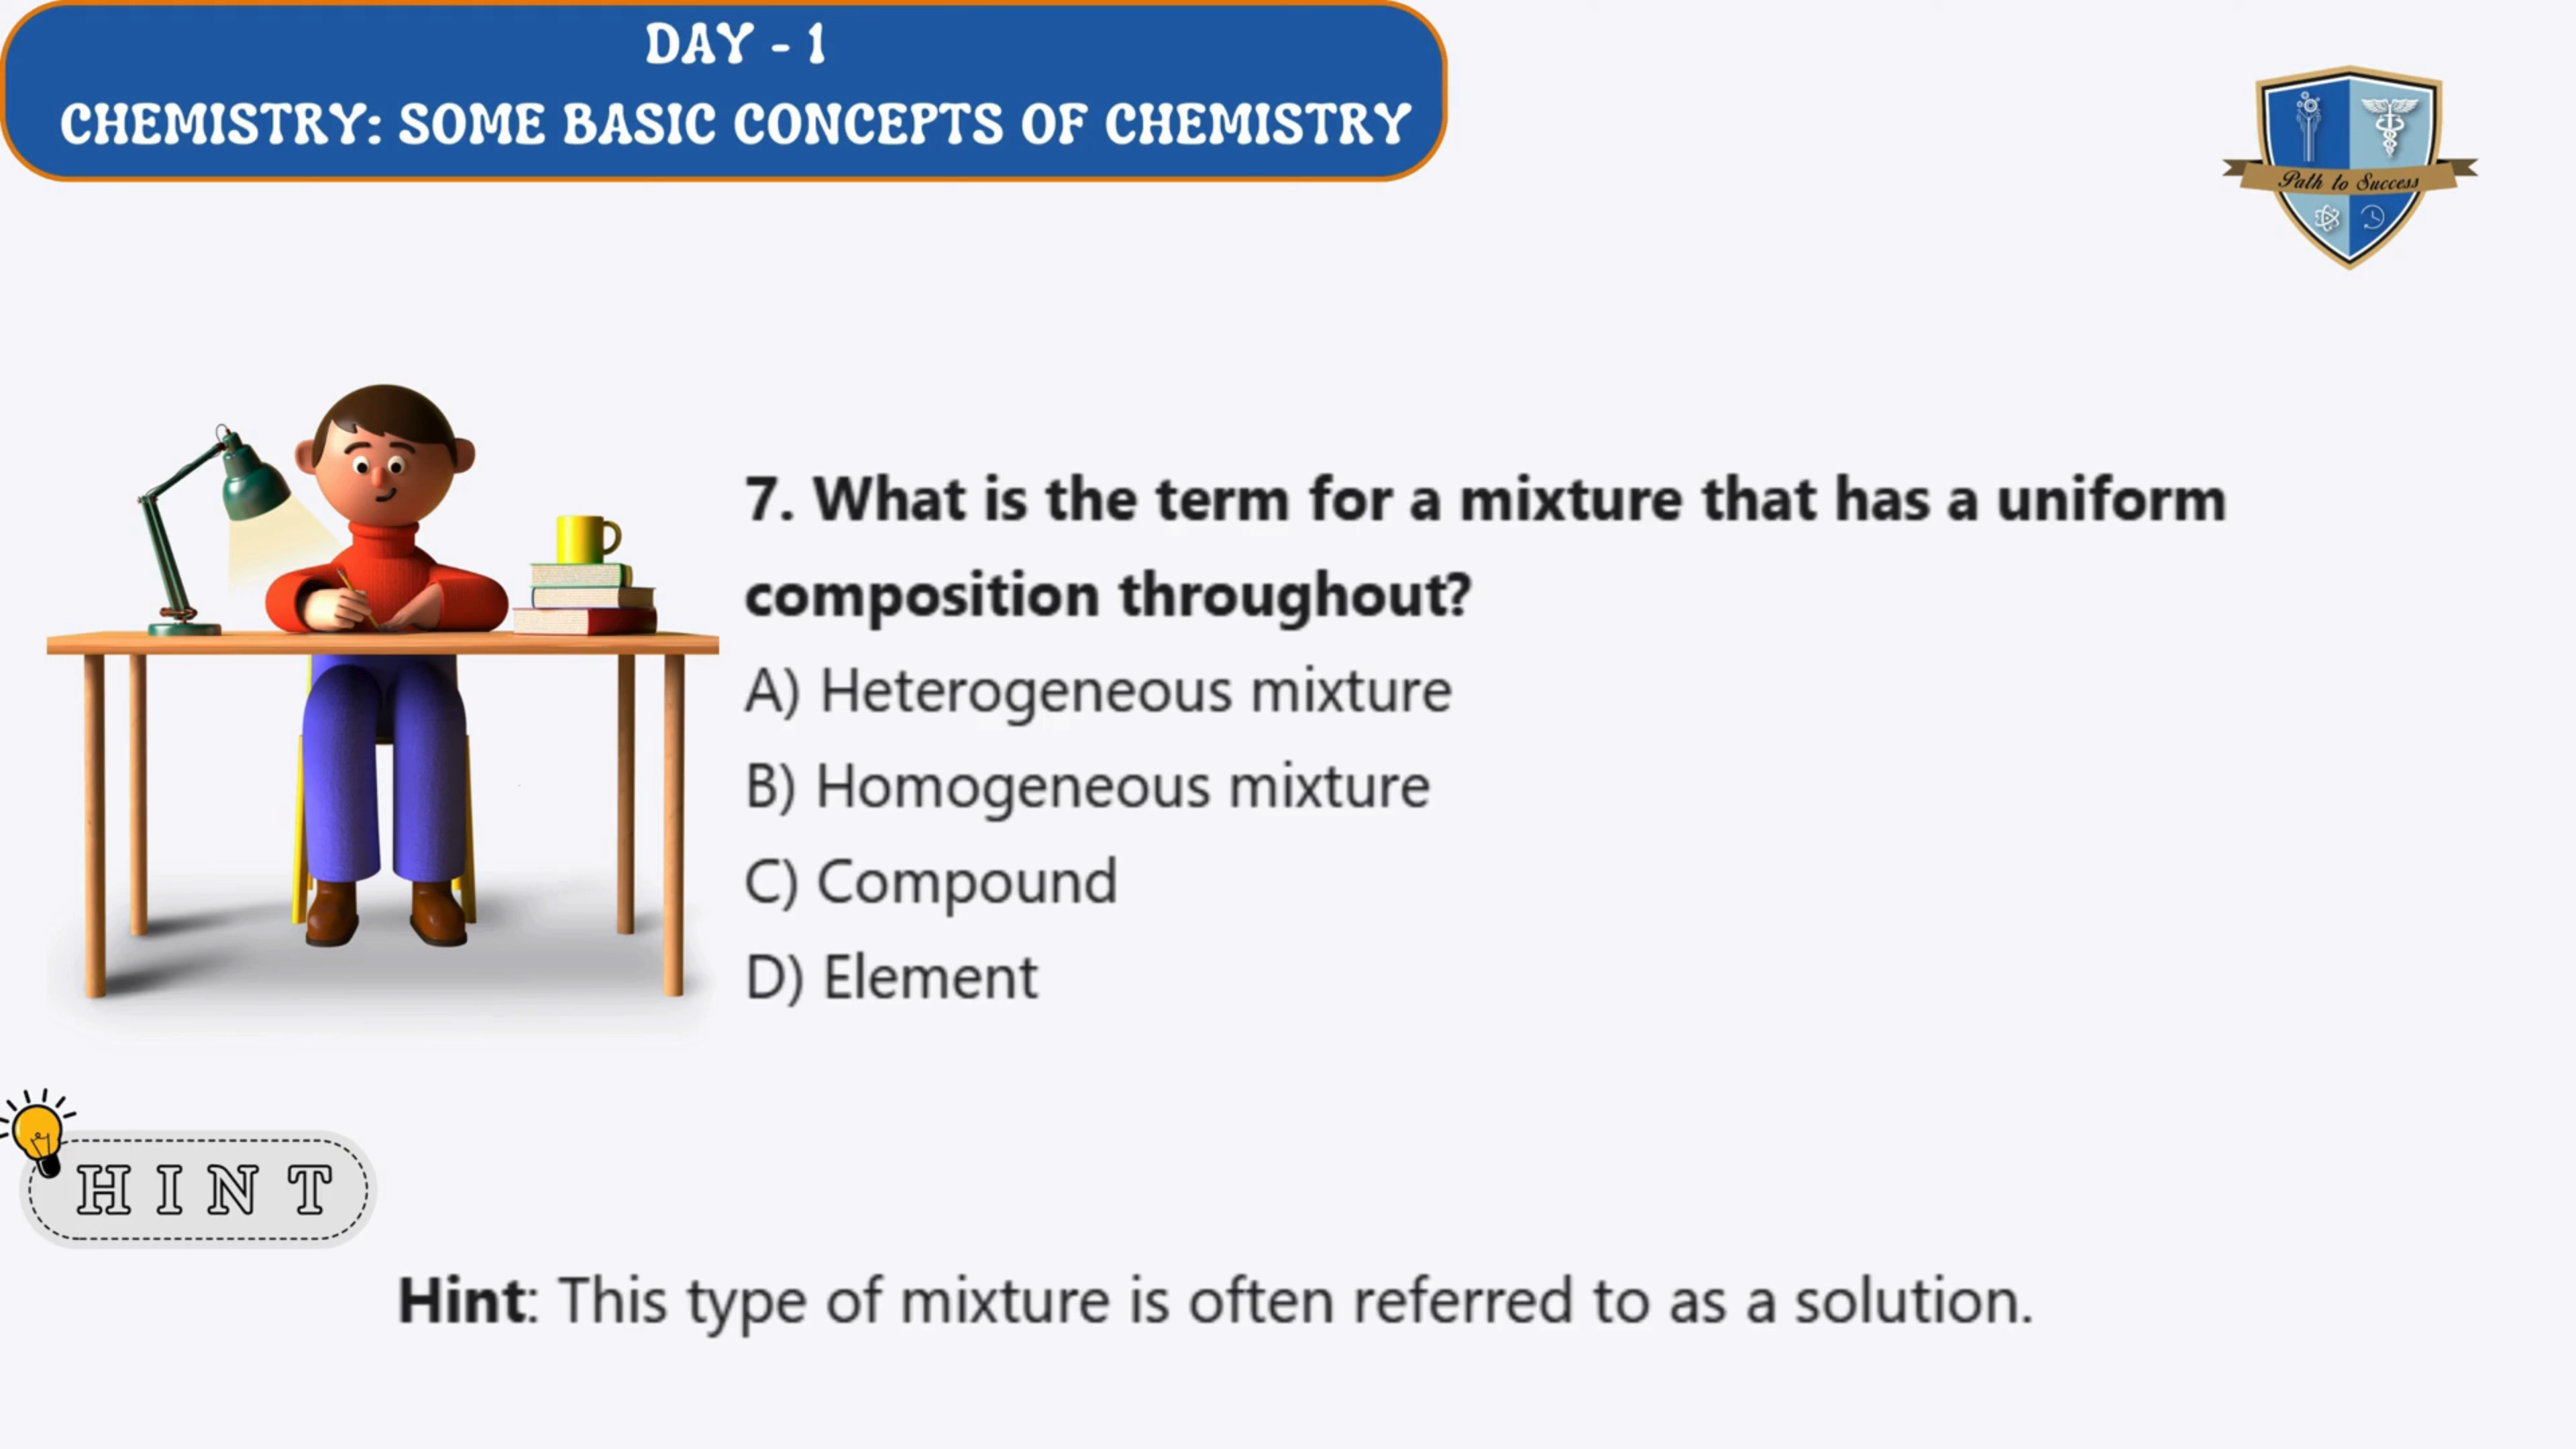 DAY - 1
CHEMISTRY: SOME BASIC CONCEPTS OF CHEMISTRY
Path to Success
7. What is the term for a mixture that has a uniform
composition throughout?
A) Heterogeneous mixture
B) Homogeneous mixture
C) Compound
D) Element
HINT
Hint: This type of mixture is often referred to as a solution.